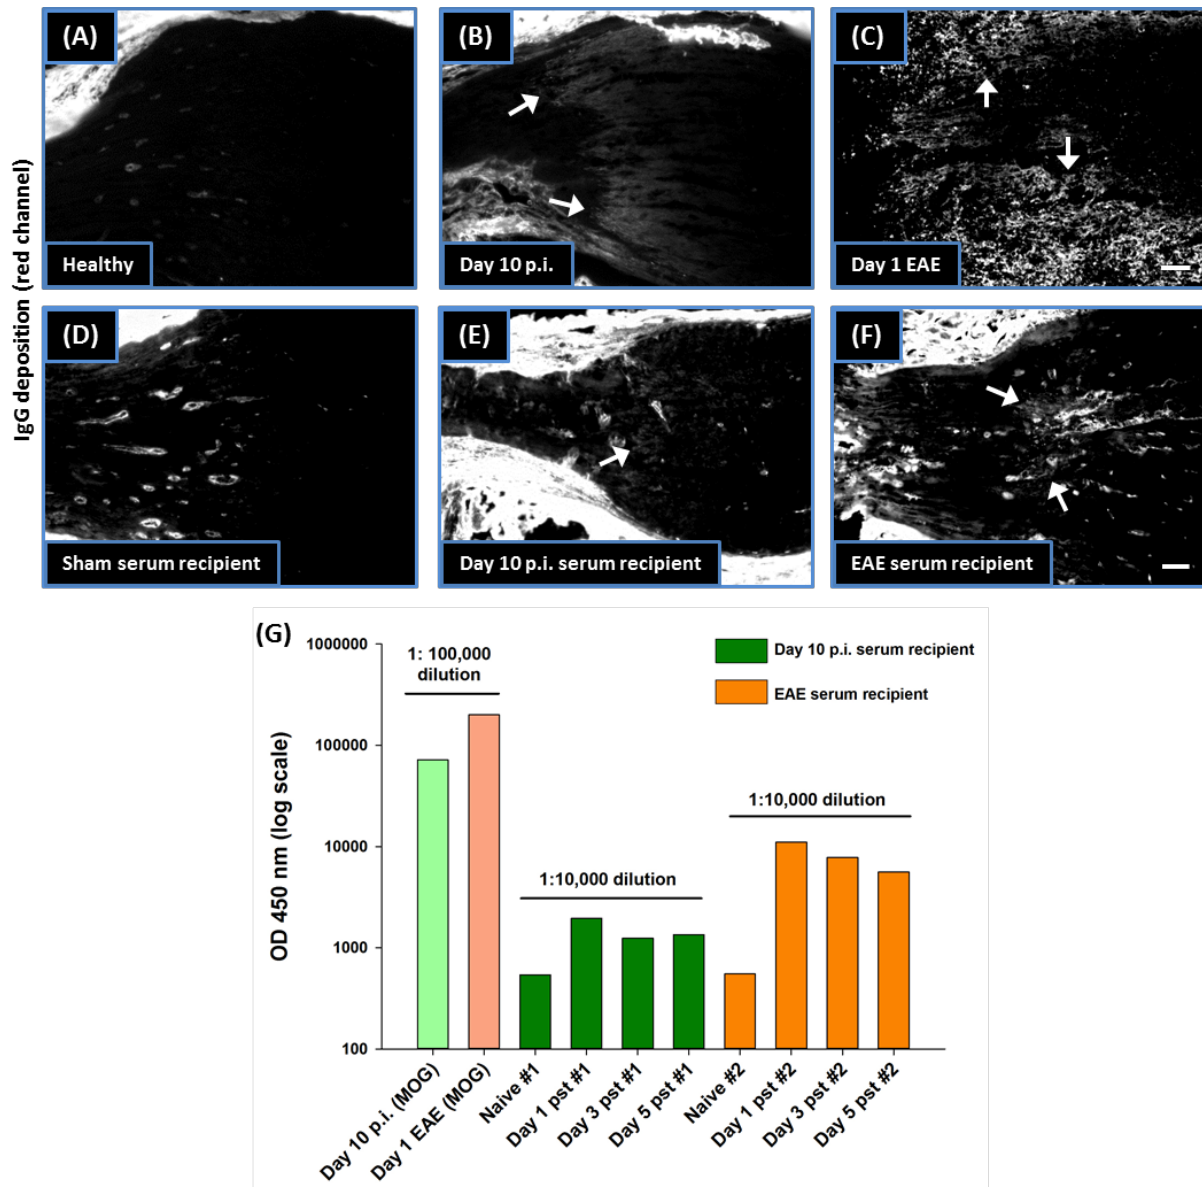 IgG deposition (red channel)
(A)
Healthy
(B)
Day 10 p.i.
(C)
Day 1 EAE
(D)
Sham serum recipient
(E)
Day 10 p.i. serum recipient
(F)
EAE serum recipient
(G)
OD 450 nm (log scale)
1000000
100000
10000
1000
100
1: 100,000
dilution
1:10,000 dilution
1:10,000 dilution
Day 10 p.i. serum recipient
EAE serum recipient
Day 10 p.i. (MOG)
Day 1 EAE (MOG)
Naive #1
Day 1 pst #1
Day 3 pst #1
Day 5 pst #1
Naive #2
Day 1 pst #2
Day 3 pst #2
Day 5 pst #2